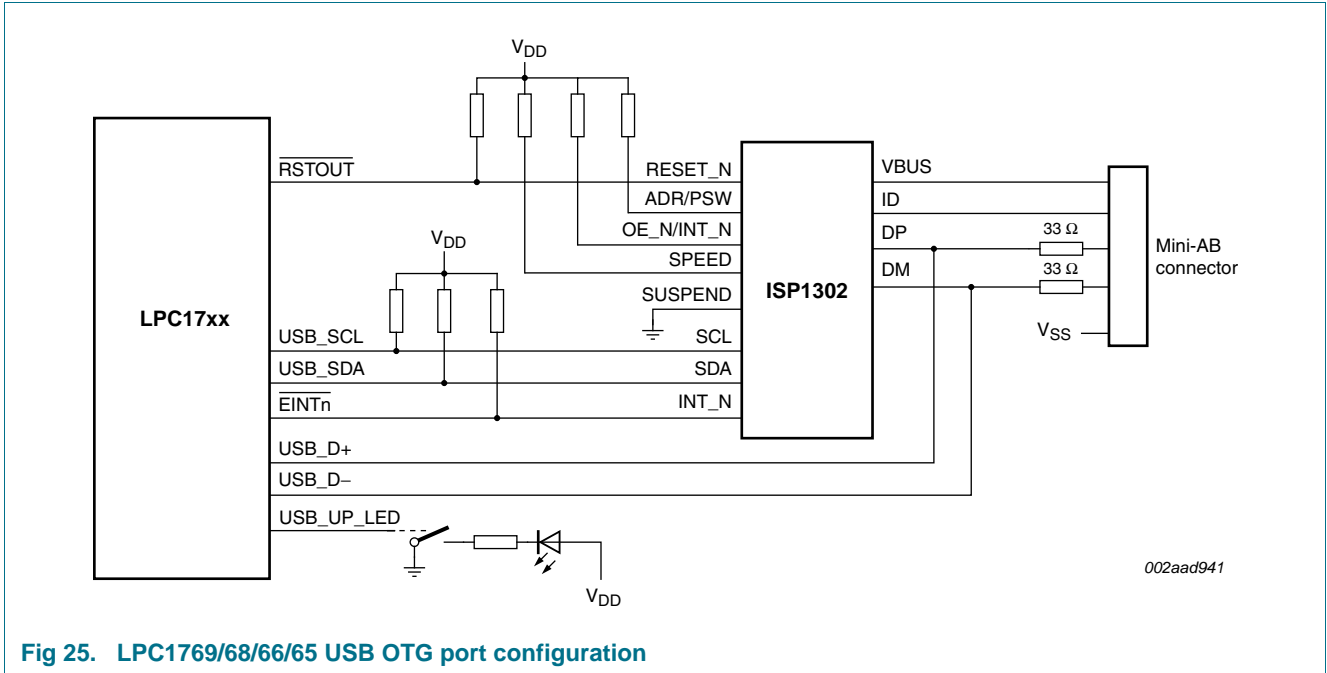 VDD
RSTOUT
RESET_N
VBUS
ADR/PSW
ID
OE_N/INT_N
DP
33 Ω
VDD
SPEED
DM
33 Ω
Mini-AB
connector
SUSPEND
ISP1302
LPC17xx
VSS
USB_SCL
SCL
USB_SDA
SDA
EINTn
INT_N
USB_D+
USB_D−
USB_UP_LED
VDD
002aad941
Fig 25. LPC1769/68/66/65 USB OTG port configuration